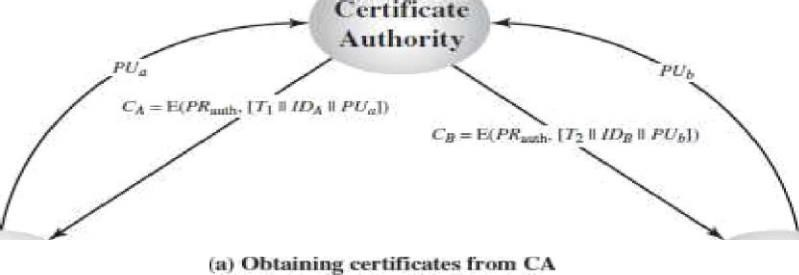 Certificate
Authority
PUa
PUb
CA = E(PRauth, [T1 || IDA || PUa])
CB = E(PRauth, [T2 || IDB || PUb])
(a) Obtaining certificates from CA